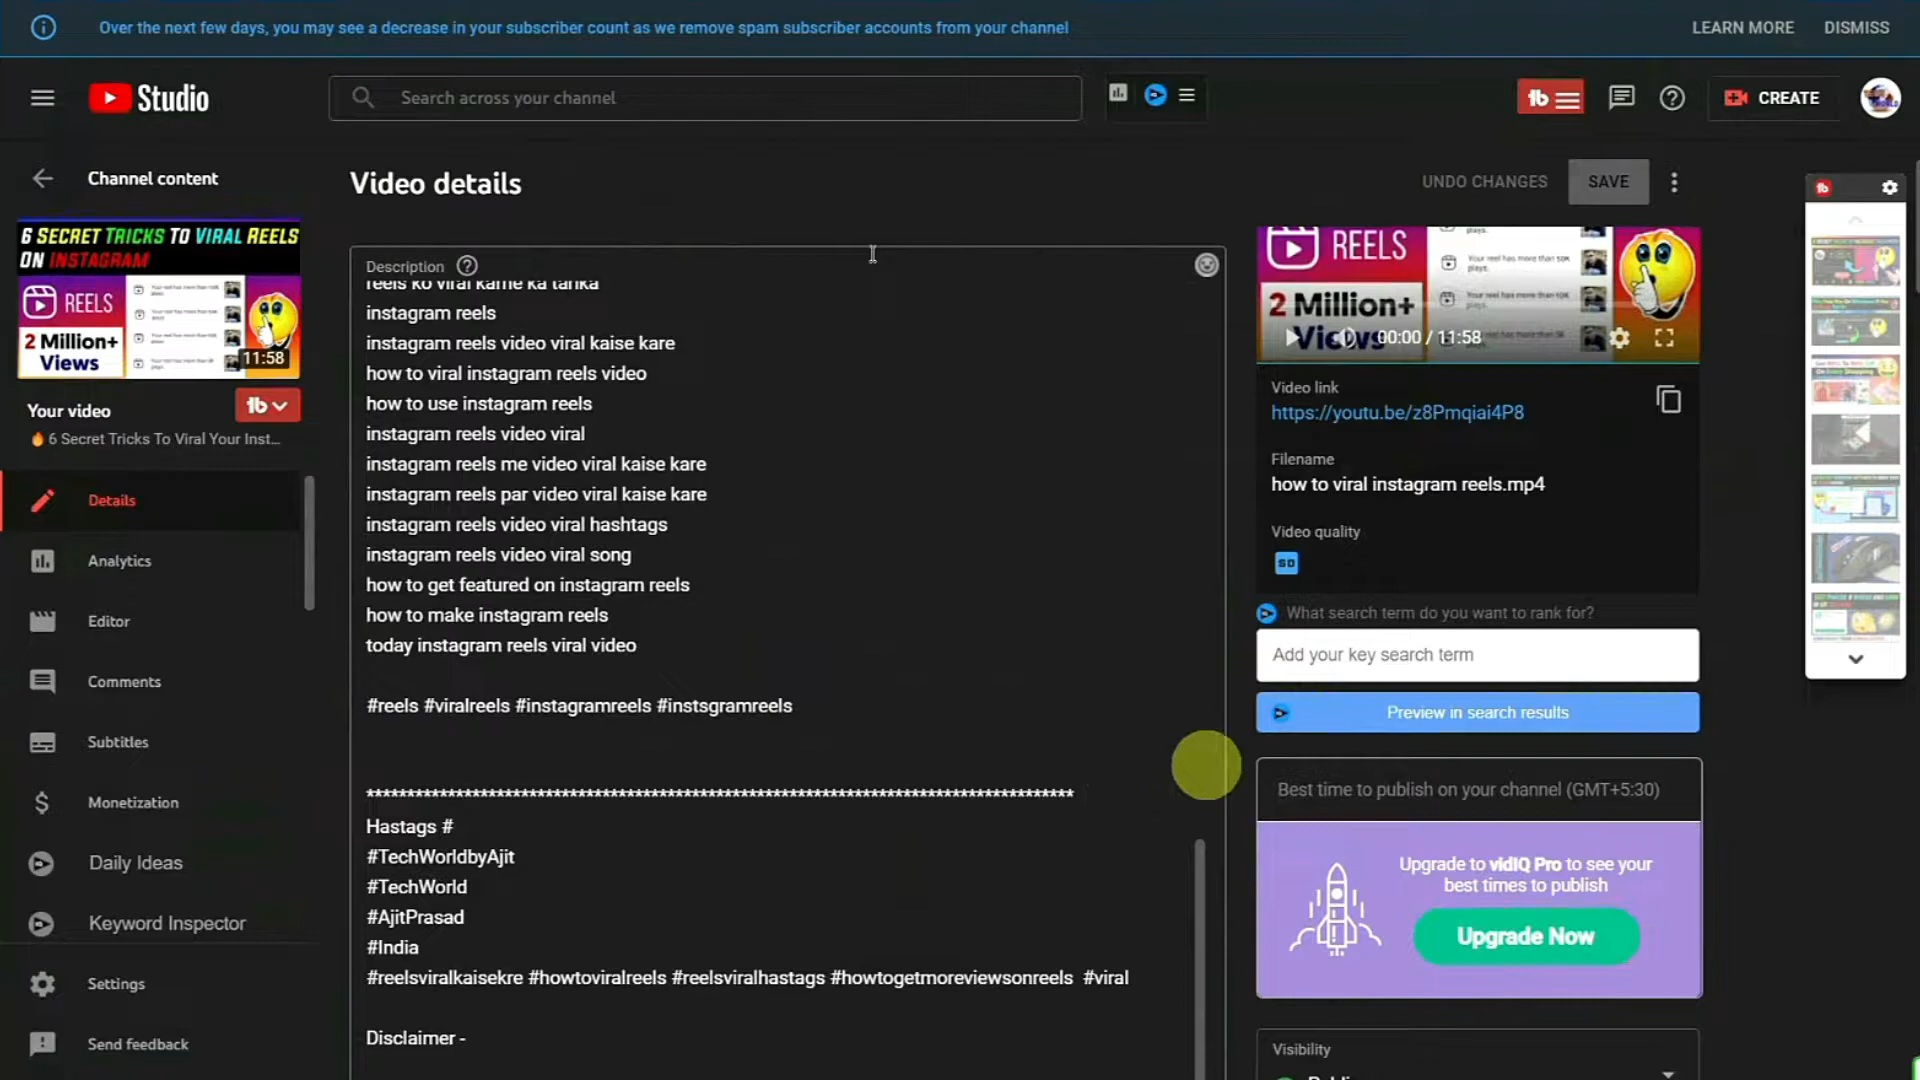 Over the next few days, you may see a decrease in your subscriber count as we remove spam subscriber accounts from your channel
LEARN MORE
DISMISS
Studio
Search across your channel
CREATE
Channel content
Video details
UNDO CHANGES
SAVE
6 SECRET TRICKS TO VIRAL REELS
ON INSTAGRAM
REELS
2 Million+
Views
11:58
Your video
🔥 6 Secret Tricks To Viral Your Inst...
Details
Analytics
Editor
Comments
Subtitles
Monetization
Daily Ideas
Keyword Inspector
Settings
Send feedback
Description
reels ko viral karne ka tarika
instagram reels
instagram reels video viral kaise kare
how to viral instagram reels video
how to use instagram reels
instagram reels video viral
instagram reels me video viral kaise kare
instagram reels par video viral kaise kare
instagram reels video viral hashtags
instagram reels video viral song
how to get featured on instagram reels
how to make instagram reels
today instagram reels viral video
#reels #viralreels #instagramreels #instsgramreels
Hastags #
#TechWorldbyAjit
#TechWorld
#AjitPrasad
#India
#reelsviralkaisekre #howtoviralreels #reelsviralhastags #howtogetmoreviewsonreels #viral
Disclaimer -
REELS
2 Million+
Views
00:00 / 11:58
Video link
https://youtu.be/z8Pmqiai4P8
Filename
how to viral instagram reels.mp4
Video quality
SD
What search term do you want to rank for?
Add your key search term
Preview in search results
Best time to publish on your channel (GMT+5:30)
Upgrade to vidIQ Pro to see your
best times to publish
Upgrade Now
Visibility